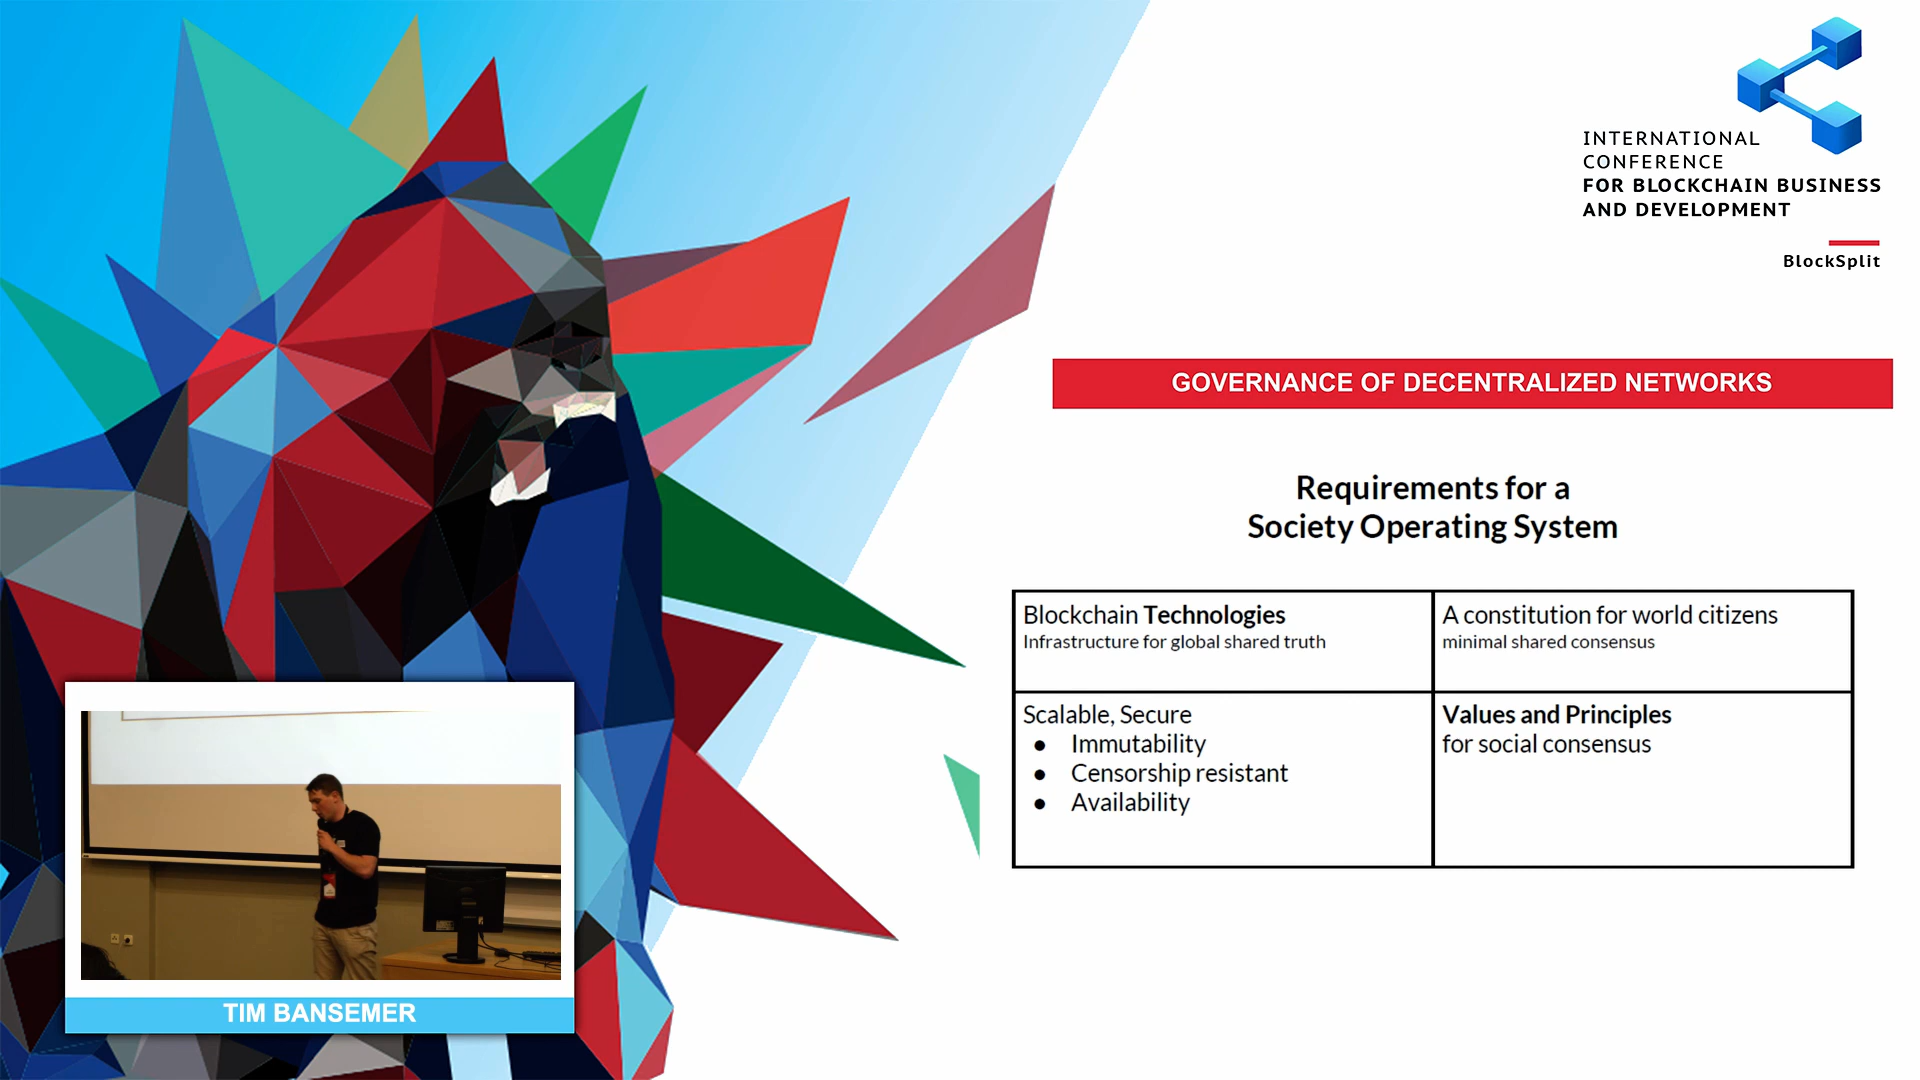 INTERNATIONAL
CONFERENCE
FOR BLOCKCHAIN BUSINESS
AND DEVELOPMENT
BlockSplit
GOVERNANCE OF DECENTRALIZED NETWORKS
Requirements for a
Society Operating System
Blockchain Technologies
Infrastructure for global shared truth
A constitution for world citizens
minimal shared consensus
Scalable, Secure
● Immutability
● Censorship resistant
● Availability
Values and Principles
for social consensus
TIM BANSEMER